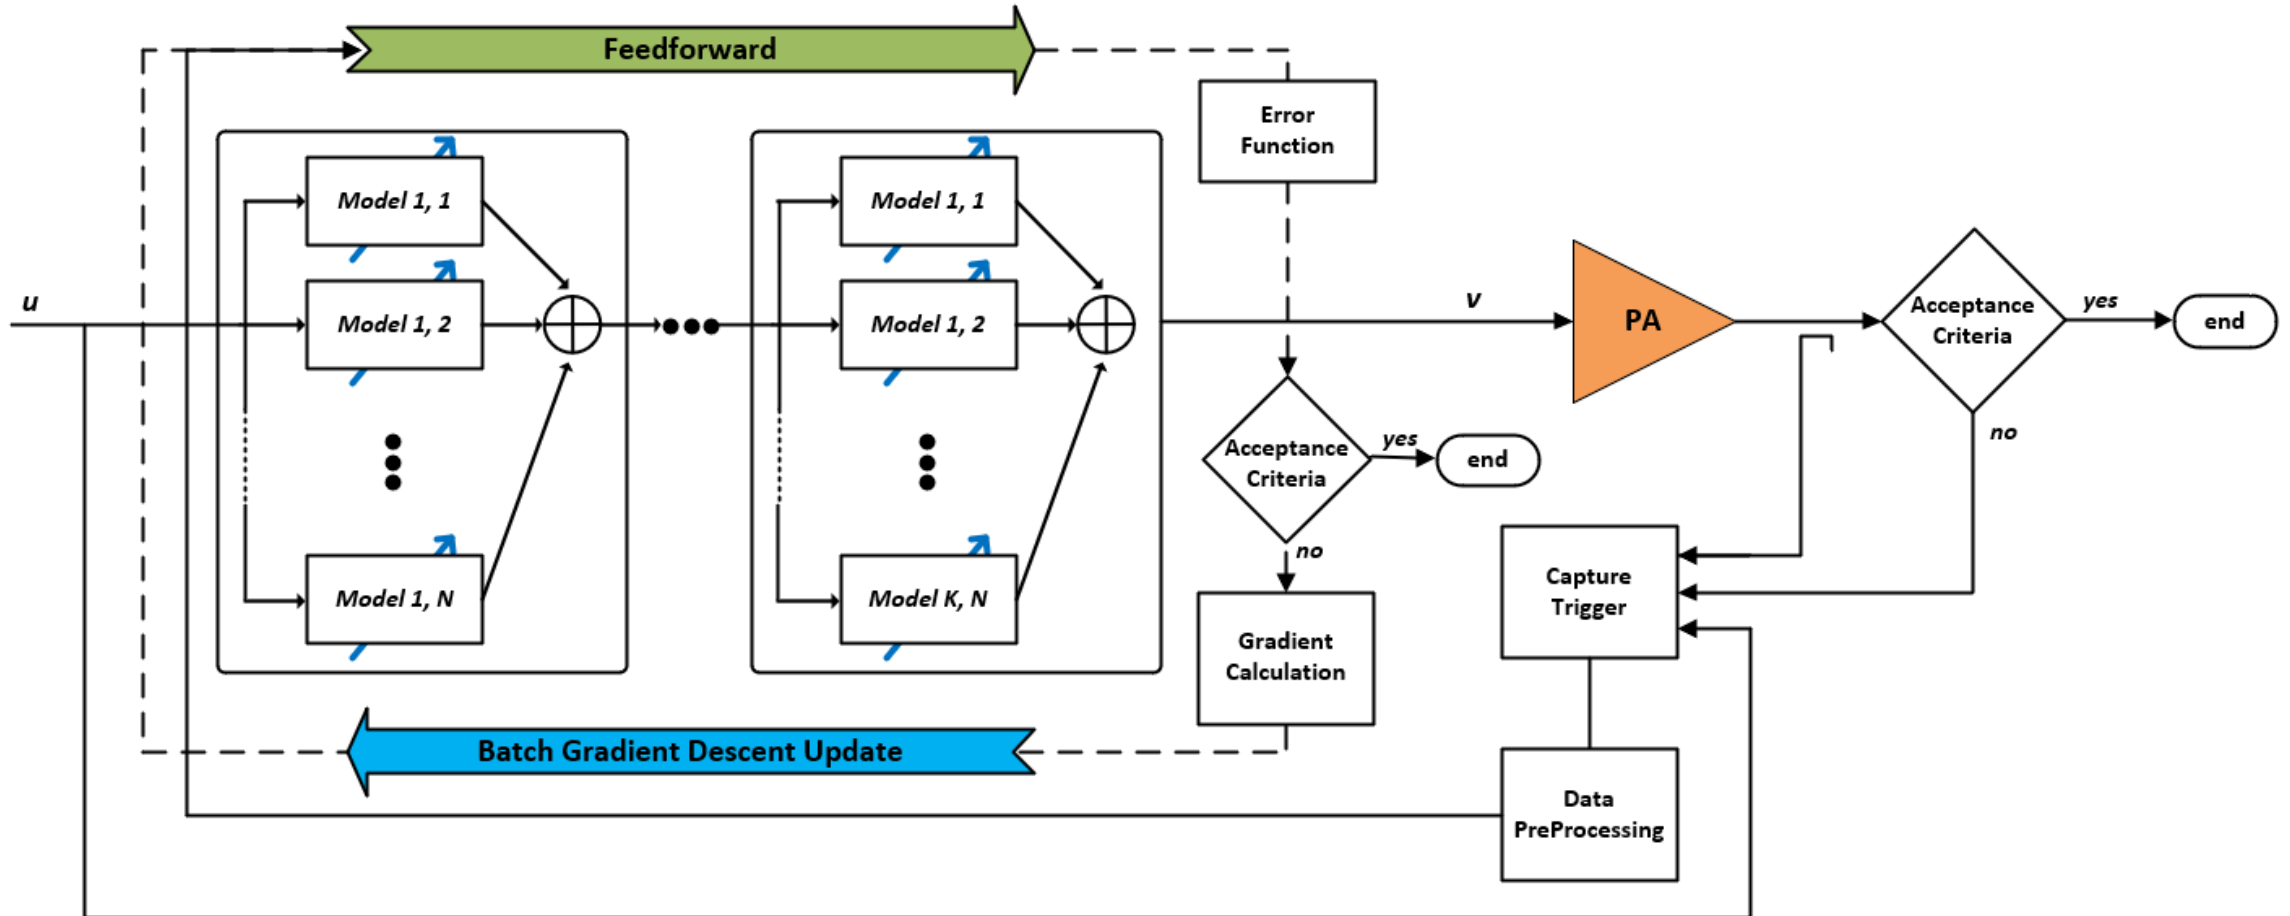 Feedforward
Error
Function
Model 1, 1
Model 1, 1
u
Model 1, 2
Model 1, 2
v
PA
Acceptance
Criteria
yes
end
no
Acceptance
Criteria
yes
end
no
Model 1, N
Model K, N
Gradient
Calculation
Capture
Trigger
Batch Gradient Descent Update
Data
PreProcessing